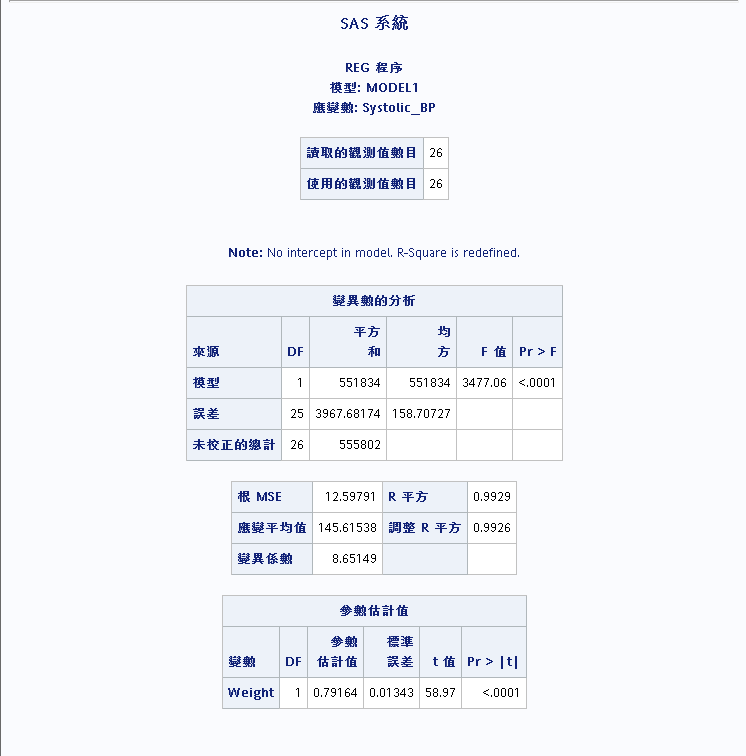 SAS 系統
REG 程序
模型: MODEL1
應變數: Systolic_BP
讀取的觀測值數目 26
使用的觀測值數目 26
Note: No intercept in model. R-Square is redefined.
變異數的分析
來源 DF 平方和 均方 F 值 Pr > F
模型 1 551834 551834 3477.06 <.0001
誤差 25 3967.68174 158.70727
未校正的總計 26 555802
根 MSE 12.59791 R 平方 0.9929
應變平均值 145.61538 調整 R 平方 0.9926
變異係數 8.65149
參數估計值
變數 DF 參數估計值 標準誤差 t 值 Pr > |t|
Weight 1 0.79164 0.01343 58.97 <.0001